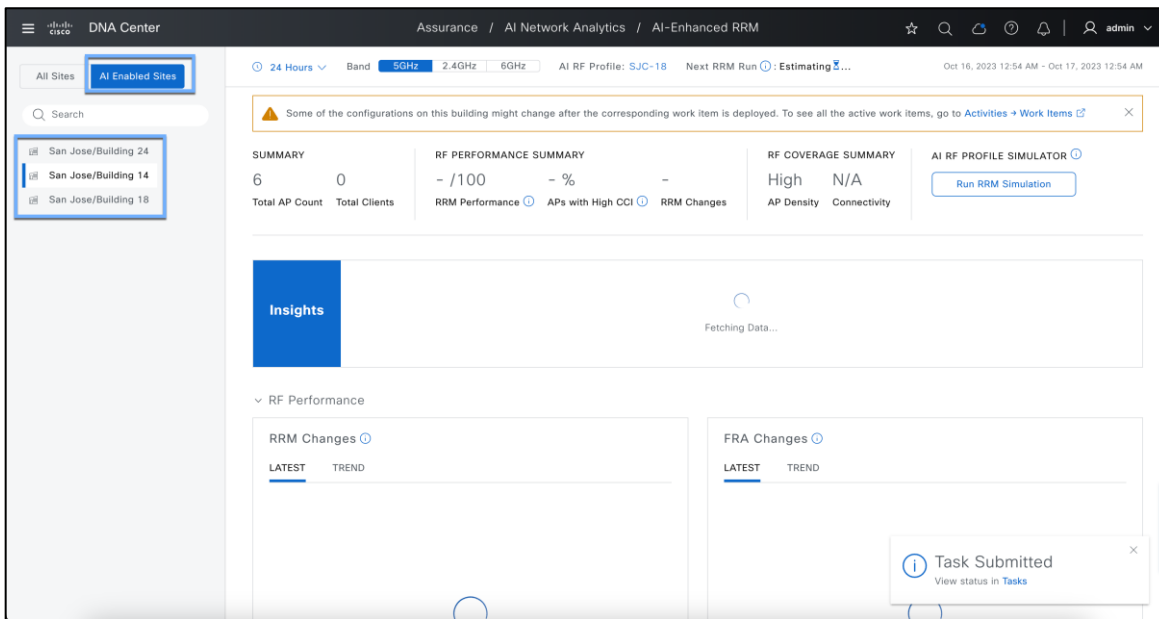 cisco DNA Center
Assurance / AI Network Analytics / AI-Enhanced RRM
admin
All Sites
AI Enabled Sites
Search
San Jose/Building 24
San Jose/Building 14
San Jose/Building 18
24 Hours Band 5GHz 2.4GHz 6GHz AI RF Profile: SJC-18 Next RRM Run : Estimating ... Oct 16, 2023 12:54 AM - Oct 17, 2023 12:54 AM
Some of the configurations on this building might change after the corresponding work item is deployed. To see all the active work items, go to Activities → Work Items
SUMMARY
6 0
Total AP Count Total Clients
RF PERFORMANCE SUMMARY
- /100 - % -
RRM Performance APs with High CCI RRM Changes
RF COVERAGE SUMMARY
High N/A
AP Density Connectivity
AI RF PROFILE SIMULATOR
Run RRM Simulation
Insights
Fetching Data...
RF Performance
RRM Changes
LATEST TREND
FRA Changes
LATEST TREND
Task Submitted
View status in Tasks